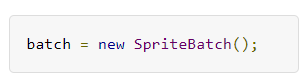 batch = new SpriteBatch();